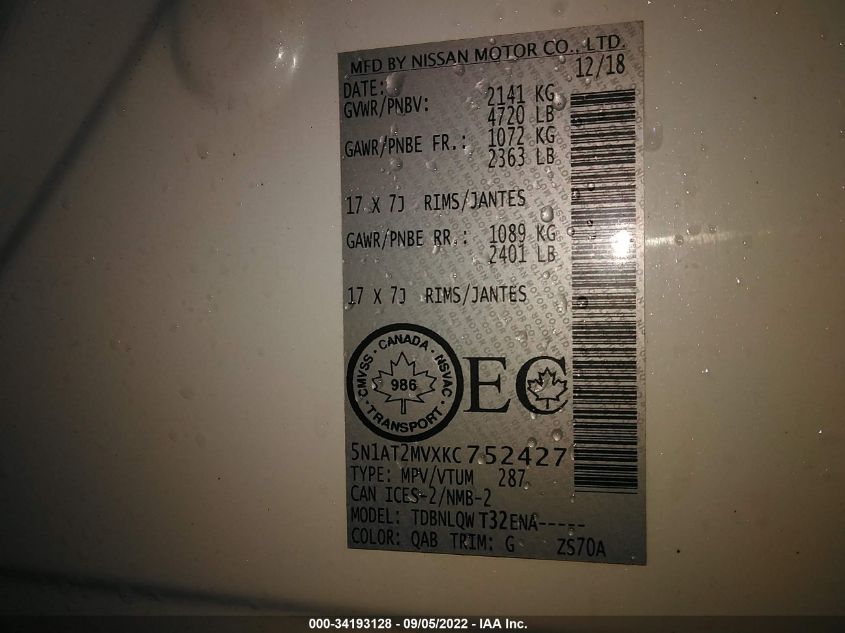 MFD BY NISSAN MOTOR CO., LTD.
DATE: 12/18
GVWR/PNBV: 2141 KG
4720 LB
GAWR/PNBE FR.: 1072 KG
2363 LB
17 X 7J RIMS/JANTES
GAWR/PNBE RR.: 1089 KG
2401 LB
17 X 7J RIMS/JANTES
CMVSS · CANADA · NSVAC · TRANSPORT ·
986
EC
5N1AT2MVXKC752427
TYPE: MPV/VTUM 287
CAN ICES-2/NMB-2
MODEL: TDBNLQW T32ENA-----
COLOR: QAB TRIM: G ZS70A
000-34193128 - 09/05/2022 - IAA Inc.